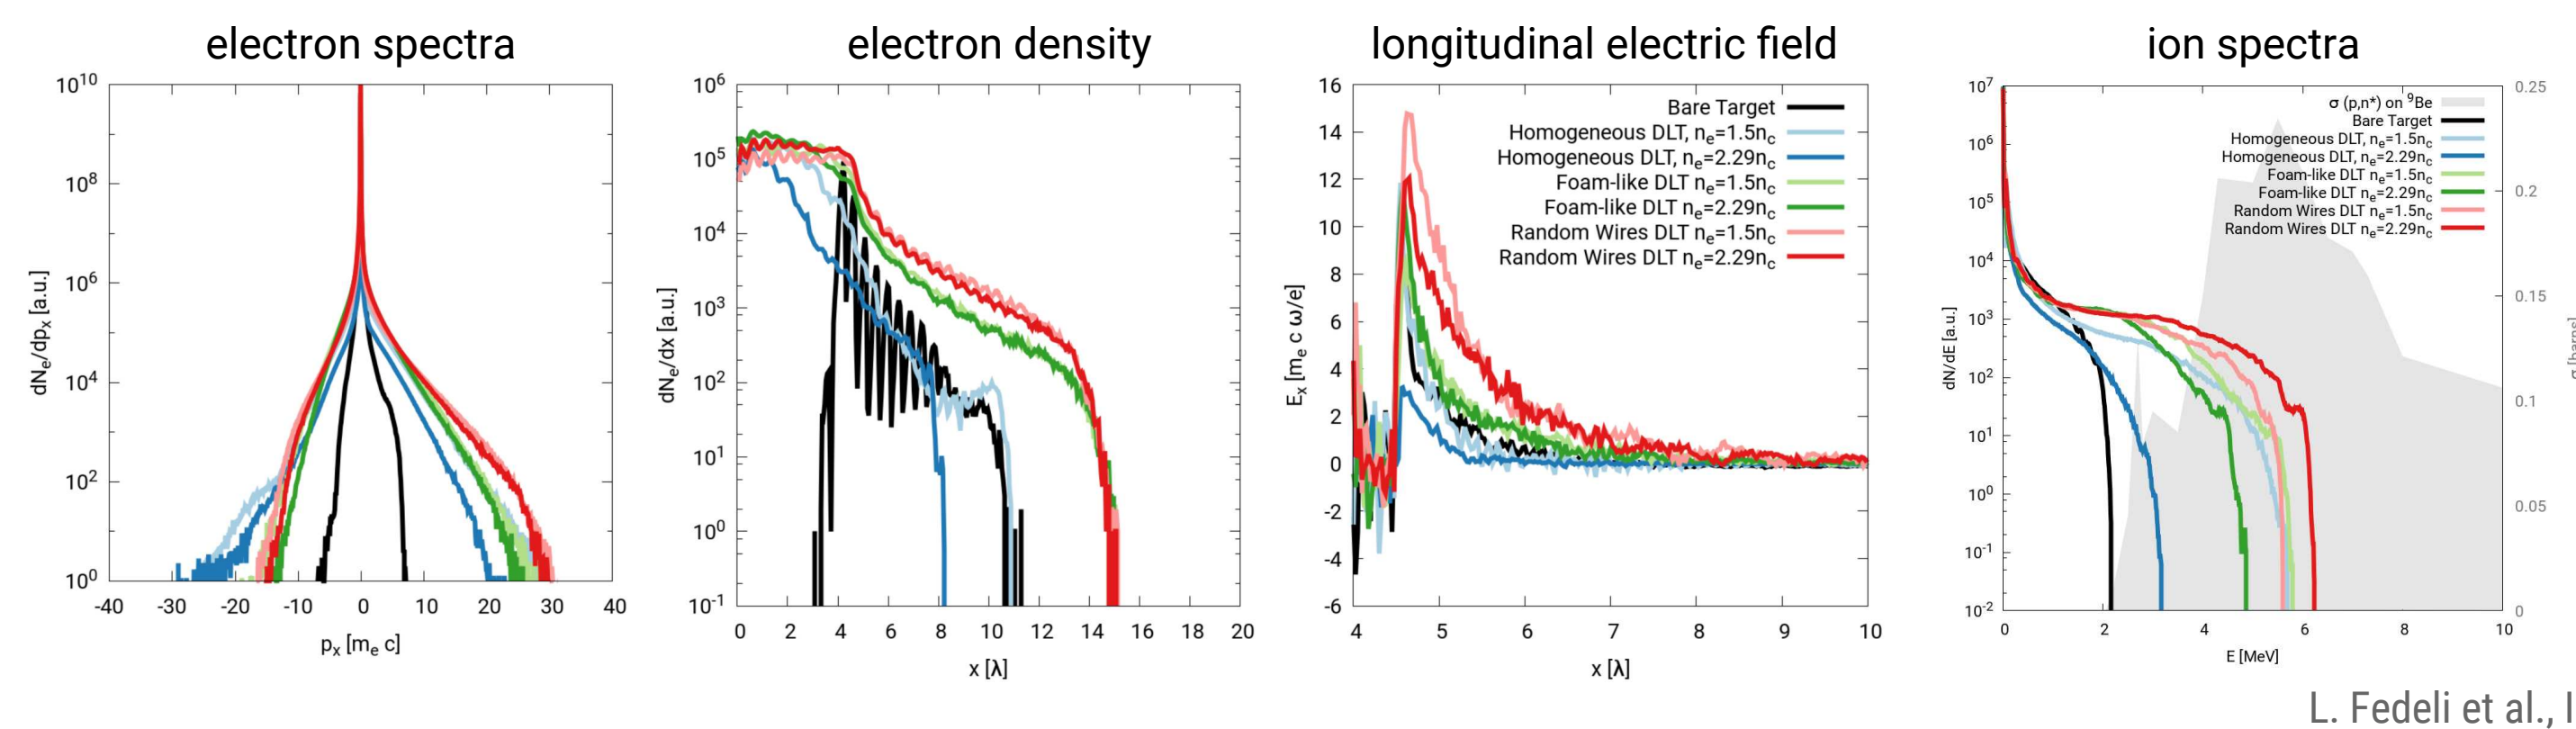 electron spectra
10^10
10^8
10^6
10^4
10^2
10^0
dN_e/dp_x [a.u.]
-40 -30 -20 -10 0 10 20 30 40
p_x [m_e c]
electron density
10^6
10^5
10^4
10^3
10^2
10^1
10^0
10^-1
dN_e/dx [a.u.]
0 2 4 6 8 10 12 14 16 18 20
x [λ]
longitudinal electric field
16
14
12
10
8
6
4
2
0
-2
-4
-6
E_x [m_e c ω/e]
Bare Target
Homogeneous DLT, n_e=1.5n_c
Homogeneous DLT, n_e=2.29n_c
Foam-like DLT n_e=1.5n_c
Foam-like DLT n_e=2.29n_c
Random Wires DLT n_e=1.5n_c
Random Wires DLT n_e=2.29n_c
4 5 6 7 8 9 10
x [λ]
ion spectra
10^7
10^6
10^5
10^4
10^3
10^2
10^1
10^0
10^-1
10^-2
dN/dE [a.u.]
σ (p,n*) on ^9Be
Bare Target
Homogeneous DLT, n_e=1.5n_c
Homogeneous DLT, n_e=2.29n_c
Foam-like DLT n_e=1.5n_c
Foam-like DLT n_e=2.29n_c
Random Wires DLT n_e=1.5n_c
Random Wires DLT n_e=2.29n_c
0.25
0.2
0.15
0.1
0.05
0
0 2 4 6 8 10
E [MeV]
L. Fedeli et al.,